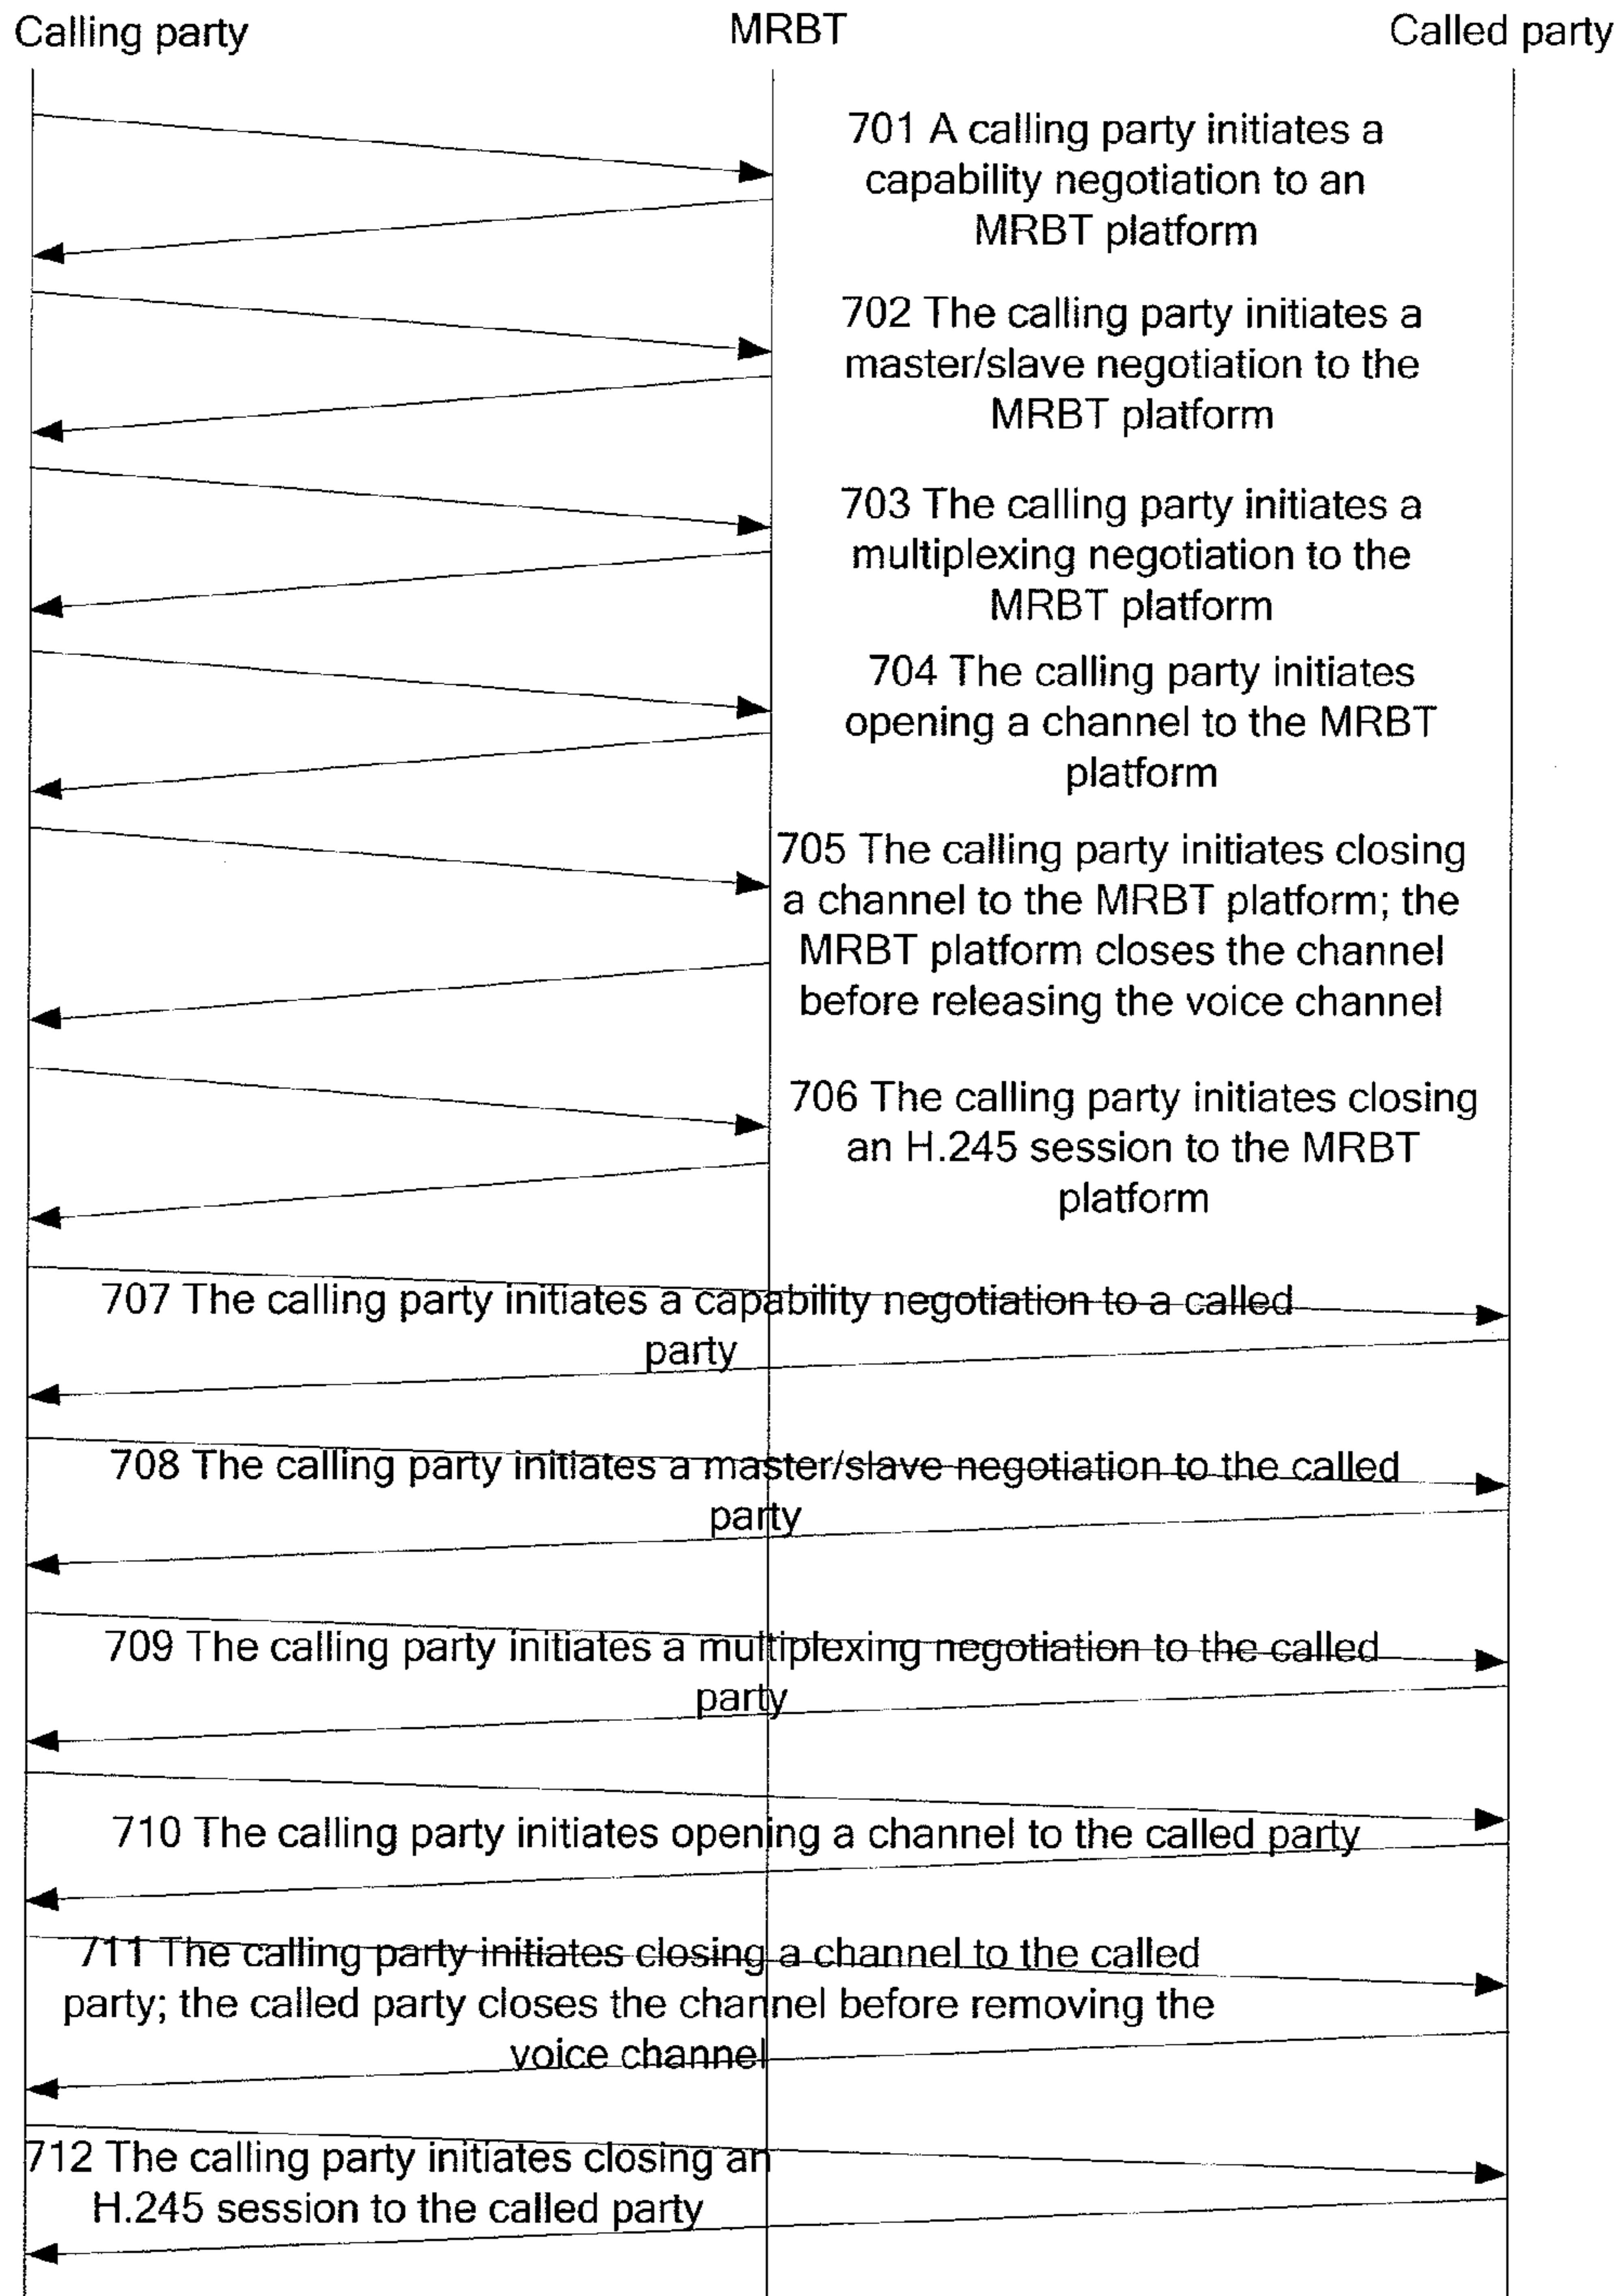 Calling party MRBT Called party
701 A calling party initiates a
capability negotiation to an
MRBT platform
702 The calling party initiates a
master/slave negotiation to the
MRBT platform
703 The calling party initiates a
multiplexing negotiation to the
MRBT platform
704 The calling party initiates
opening a channel to the MRBT
platform
705 The calling party initiates closing
a channel to the MRBT platform; the
MRBT platform closes the channel
before releasing the voice channel
706 The calling party initiates closing
an H.245 session to the MRBT
platform
707 The calling party initiates a capability negotiation to a called
party
708 The calling party initiates a master/slave negotiation to the called
party
709 The calling party initiates a multiplexing negotiation to the called
party
710 The calling party initiates opening a channel to the called party
711 The calling party initiates closing a channel to the called
party; the called party closes the channel before removing the
voice channel
712 The calling party initiates closing an
H.245 session to the called party